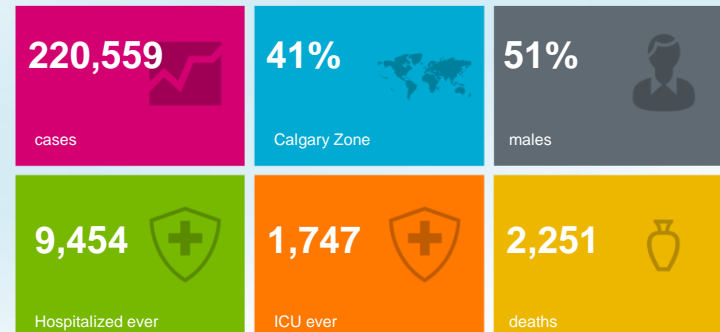 220,559
cases
41%
Calgary Zone
51%
males
9,454
Hospitalized ever
1,747
ICU ever
2,251
deaths